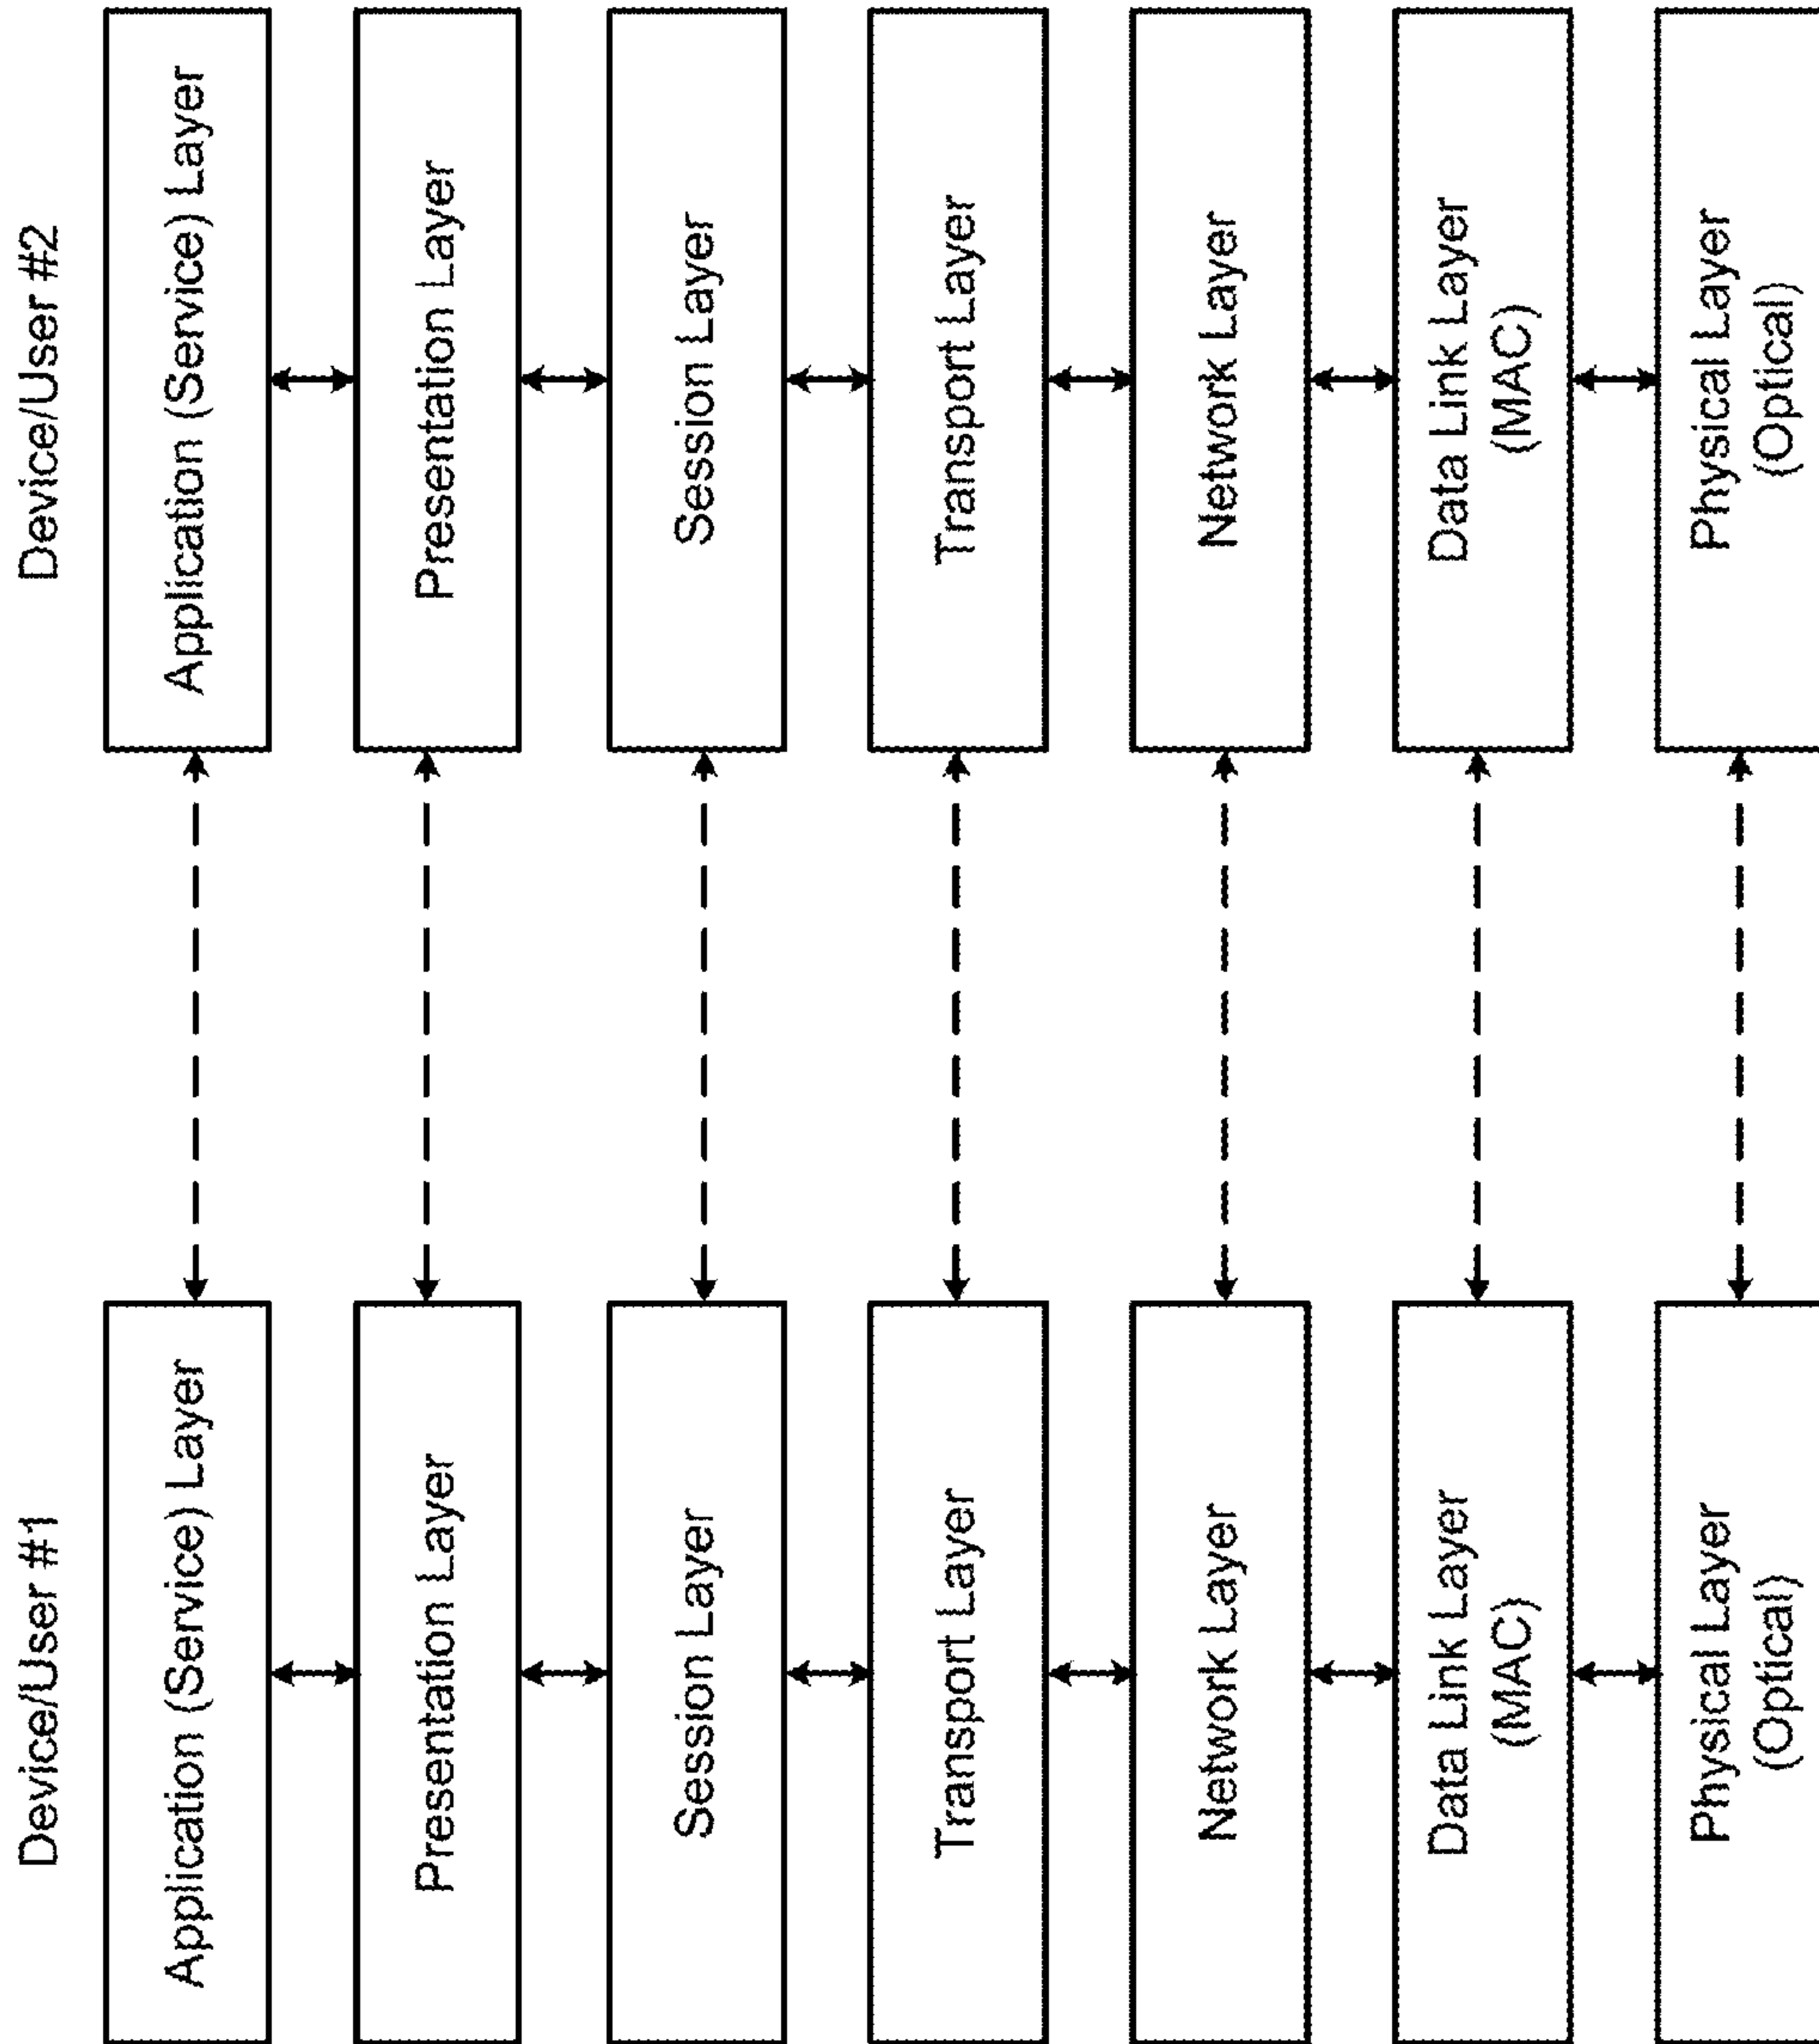 Device/User #1
Application (Service) Layer
Presentation Layer
Session Layer
Transport Layer
Network Layer
Data Link Layer
(MAC)
Physical Layer
(Optical)
Device/User #2
Application (Service) Layer
Presentation Layer
Session Layer
Transport Layer
Network Layer
Data Link Layer
(MAC)
Physical Layer
(Optical)